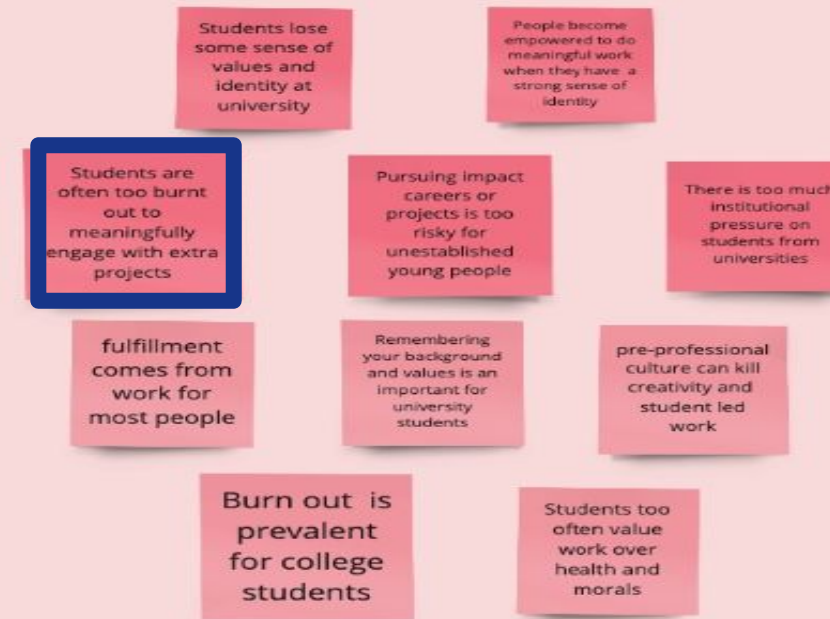 Students lose
some sense of
values and
identity at
university
People become
empowered to do
meaningful work
when they have a
strong sense of
identity
Students are
often too burnt
out to
meaningfully
engage with extra
projects
Pursuing impact
careers or
projects is too
risky for
unestablished
young people
There is too much
institutional
pressure on
students from
universities
fulfillment
comes from
work for
most people
Remembering
your background
and values is an
important for
university
students
pre-professional
culture can kill
creativity and
student led
work
Burn out is
prevalent
for college
students
Students too
often value
work over
health and
morals